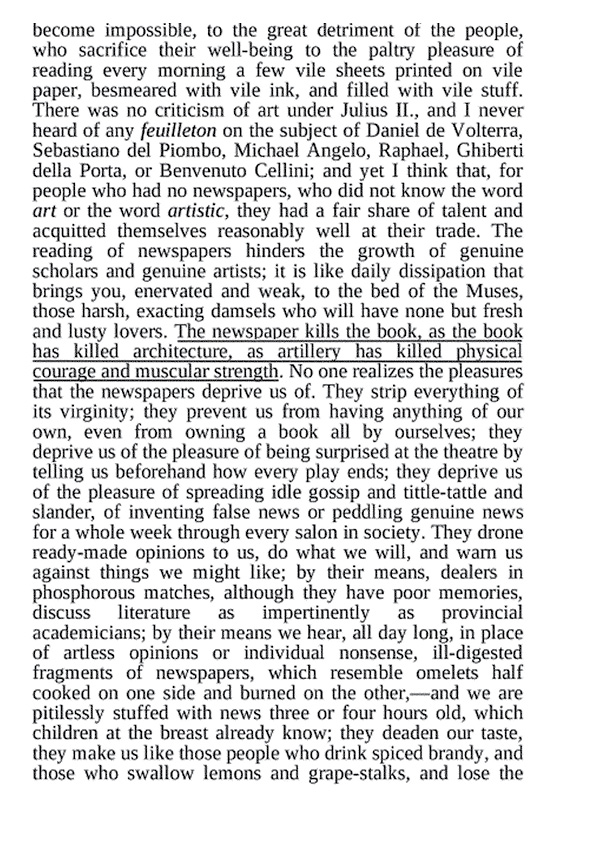 become impossible, to the great detriment of the people,
who sacrifice their well-being to the paltry pleasure of
reading every morning a few vile sheets printed on vile
paper, besmeared with vile ink, and filled with vile stuff.
There was no criticism of art under Julius II., and I never
heard of any feuilleton on the subject of Daniel de Volterra,
Sebastiano del Piombo, Michael Angelo, Raphael, Ghiberti
della Porta, or Benvenuto Cellini; and yet I think that, for
people who had no newspapers, who did not know the word
art or the word artistic, they had a fair share of talent and
acquitted themselves reasonably well at their trade. The
reading of newspapers hinders the growth of genuine
scholars and genuine artists; it is like daily dissipation that
brings you, enervated and weak, to the bed of the Muses,
those harsh, exacting damsels who will have none but fresh
and lusty lovers. The newspaper kills the book, as the book
has killed architecture, as artillery has killed physical
courage and muscular strength. No one realizes the pleasures
that the newspapers deprive us of. They strip everything of
its virginity; they prevent us from having anything of our
own, even from owning a book all by ourselves; they
deprive us of the pleasure of being surprised at the theatre by
telling us beforehand how every play ends; they deprive us
of the pleasure of spreading idle gossip and tittle-tattle and
slander, of inventing false news or peddling genuine news
for a whole week through every salon in society. They drone
ready-made opinions to us, do what we will, and warn us
against things we might like; by their means, dealers in
phosphorous matches, although they have poor memories,
discuss literature as impertinently as provincial
academicians; by their means we hear, all day long, in place
of artless opinions or individual nonsense, ill-digested
fragments of newspapers, which resemble omelets half
cooked on one side and burned on the other,—and we are
pitilessly stuffed with news three or four hours old, which
children at the breast already know; they deaden our taste,
they make us like those people who drink spiced brandy, and
those who swallow lemons and grape-stalks, and lose the